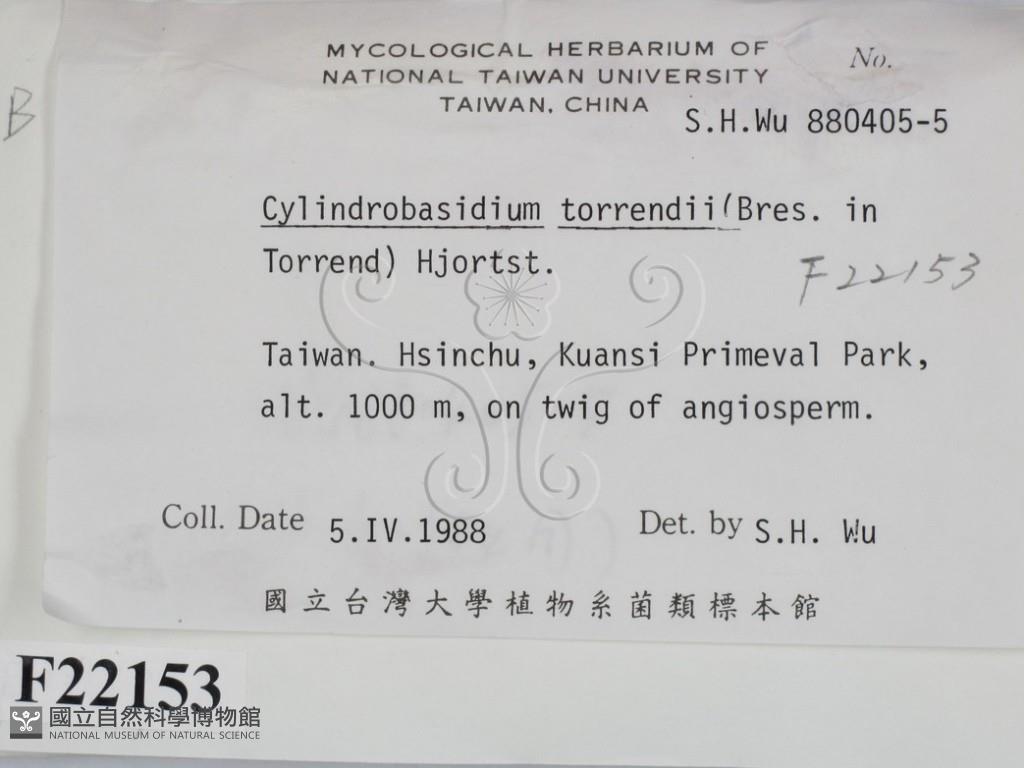 MYCOLOGICAL HERBARIUM OF
NATIONAL TAIWAN UNIVERSITY
TAIWAN, CHINA
No.
S.H.Wu 880405-5
B
Cylindrobasidium torrendii(Bres. in
Torrend) Hjortst.
F22153
Taiwan. Hsinchu, Kuansi Primeval Park,
alt. 1000 m, on twig of angiosperm.
Coll. Date 5.IV.1988
Det. by S.H. Wu
國立台灣大學植物系菌類標本館
F22153
國立自然科學博物館
NATIONAL MUSEUM OF NATURAL SCIENCE